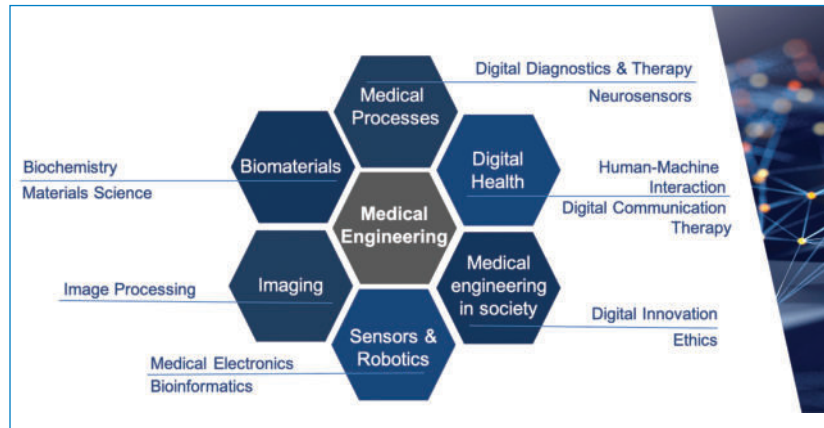 Digital Diagnostics & Therapy
Neurosensors
Medical
Processes
Biomaterials
Biochemistry
Materials Science
Digital
Health
Human-Machine
Interaction
Digital Communication
Therapy
Medical
Engineering
Imaging
Image Processing
Medical
engineering
in society
Digital Innovation
Ethics
Sensors &
Robotics
Medical Electronics
Bioinformatics